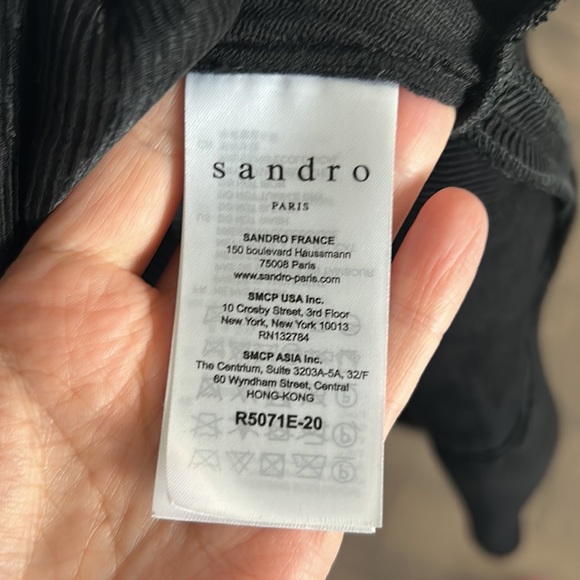 sandro
PARIS
SANDRO FRANCE
150 boulevard Haussmann
75008 Paris
www.sandro-paris.com
SMCP USA Inc.
10 Crosby Street, 3rd Floor
New York, New York 10013
RN132784
SMCP ASIA Inc.
The Centrium, Suite 3203A-5A, 32/F
60 Wyndham Street, Central
HONG-KONG
R5071E-20